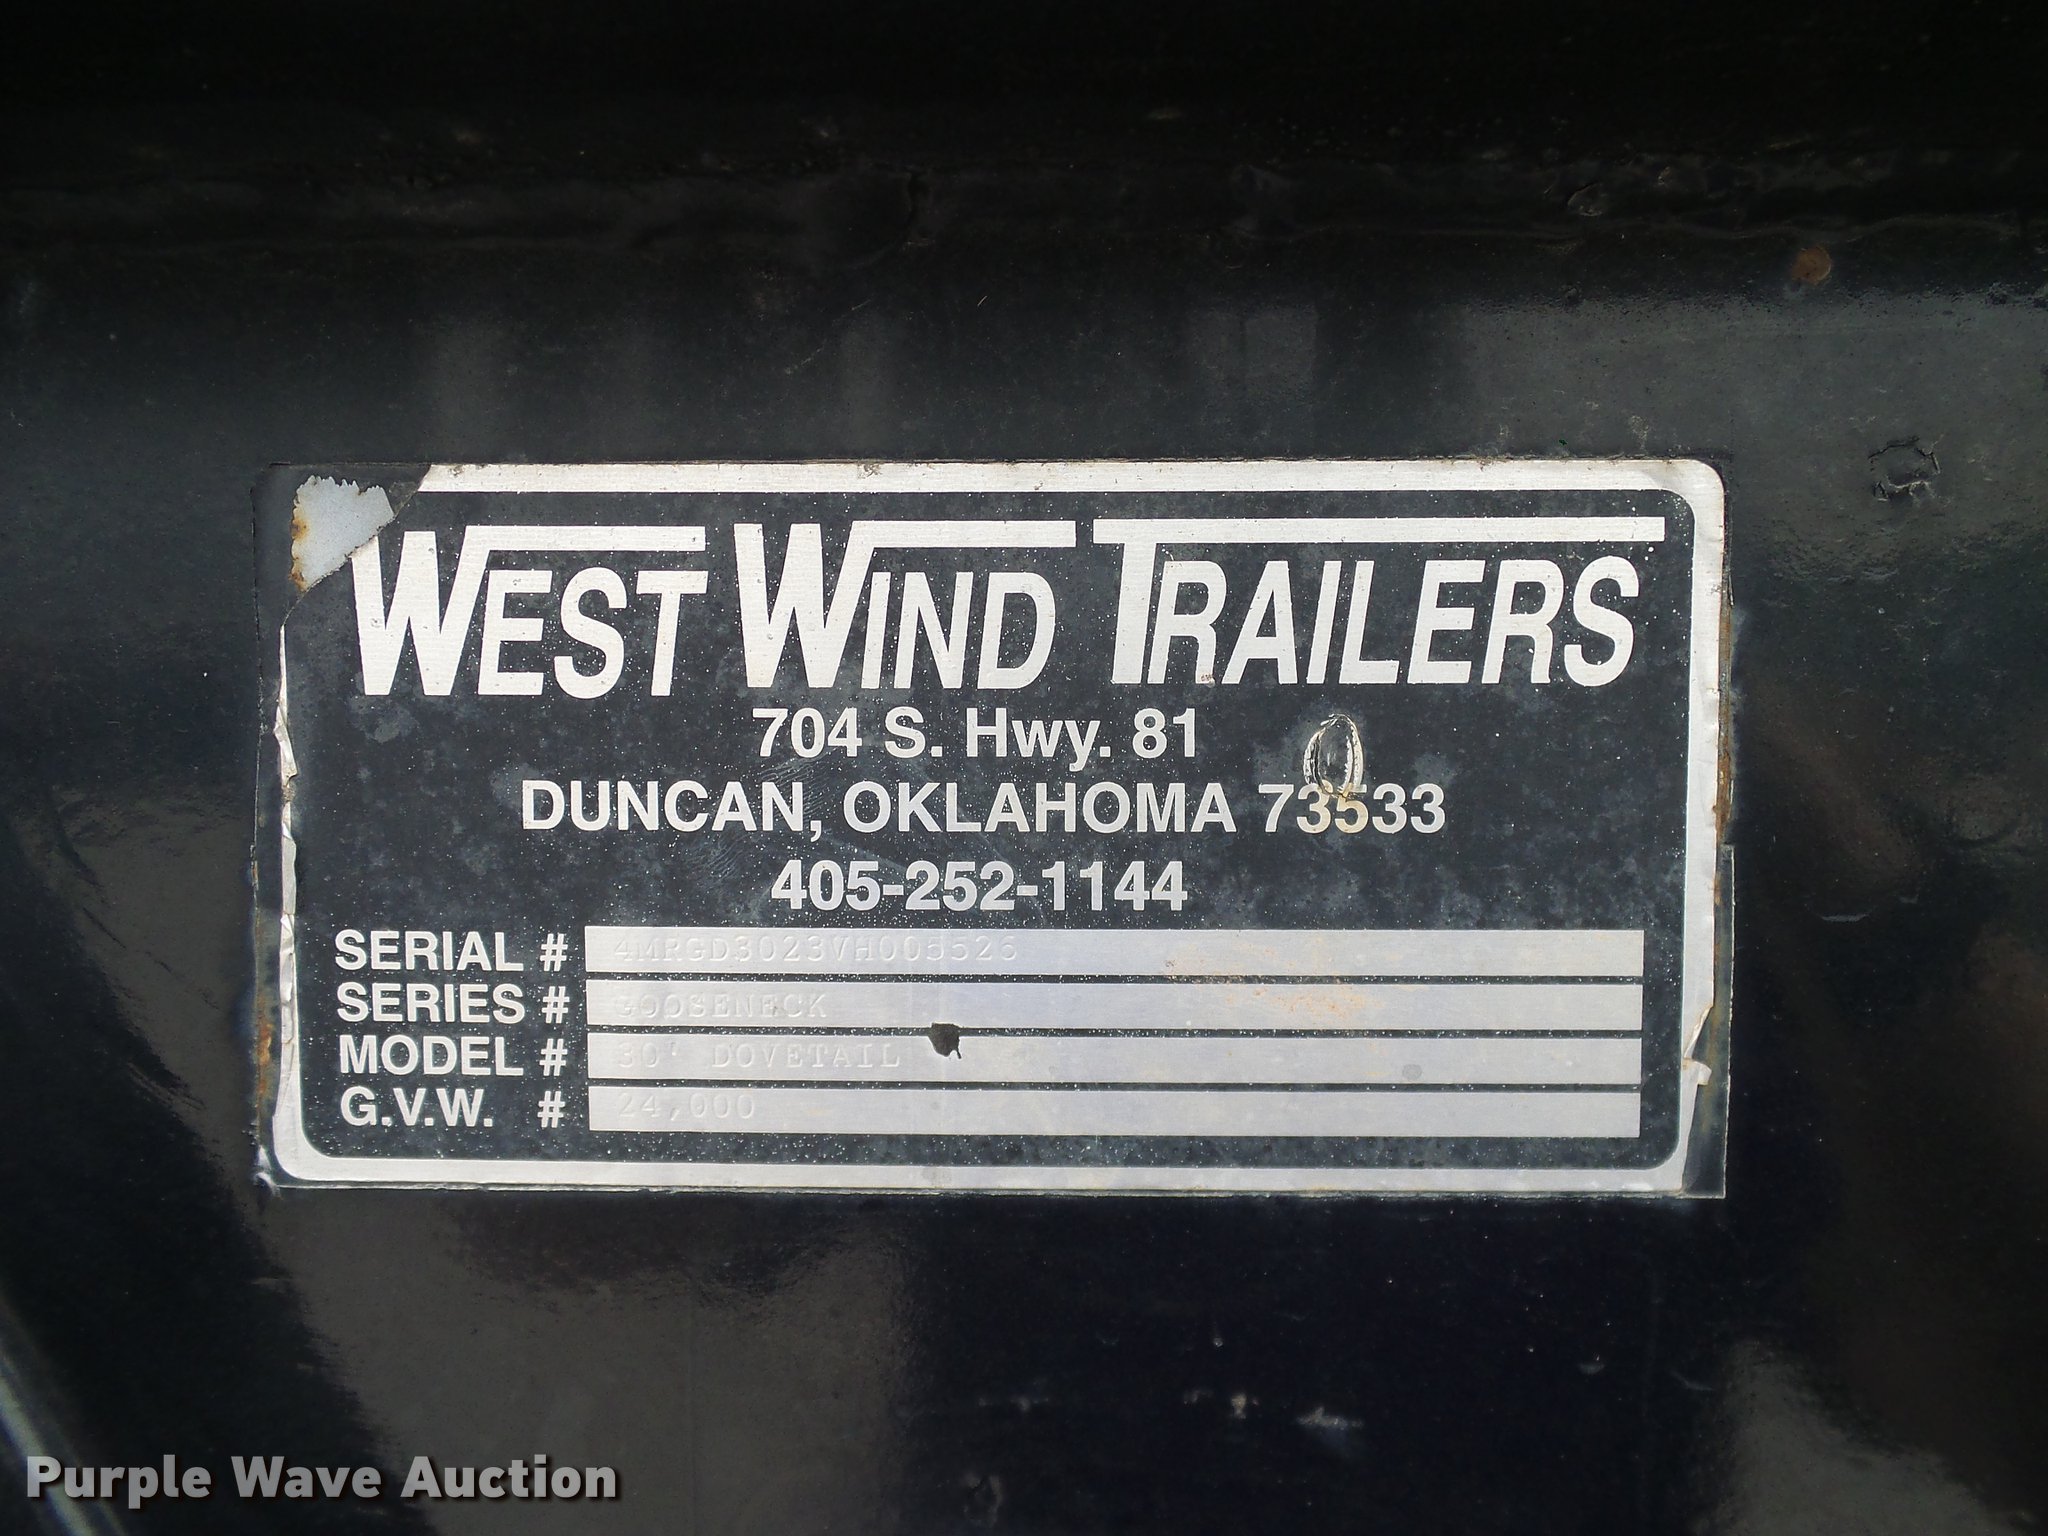 WEST WIND TRAILERS
704 S. Hwy. 81
DUNCAN, OKLAHOMA 73533
405-252-1144
SERIAL # 4MRGD3023VH005526
SERIES # GOOSENECK
MODEL # 30' DOVETAIL
G.V.W. # 24,000
Purple Wave Auction